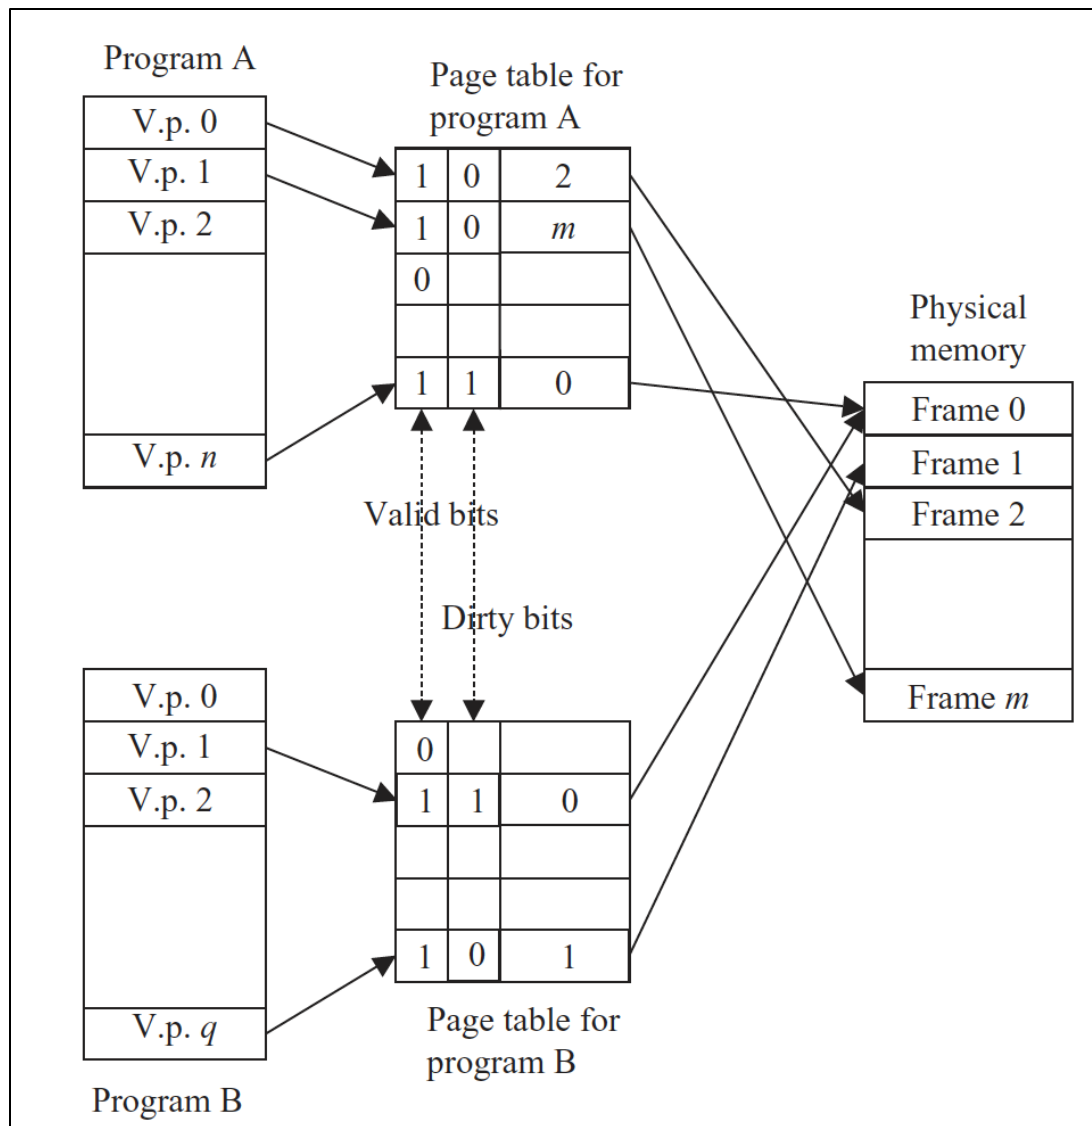 Program A
V.p. 0
V.p. 1
V.p. 2
V.p. n
Page table for
program A
1 0 2
1 0 m
0
1 1 0
Physical
memory
Frame 0
Frame 1
Frame 2
Frame m
Valid bits
Dirty bits
V.p. 0
V.p. 1
V.p. 2
V.p. q
Program B
0
1 1 0
1 0 1
Page table for
program B